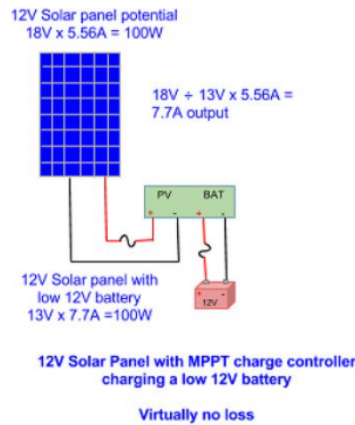 12V Solar panel potential
18V x 5.56A = 100W
18V ÷ 13V x 5.56A =
7.7A output
PV BAT
+ - + -
+ -
12V
12V Solar panel with
low 12V battery
13V x 7.7A =100W
12V Solar Panel with MPPT charge controller
charging a low 12V battery
Virtually no loss